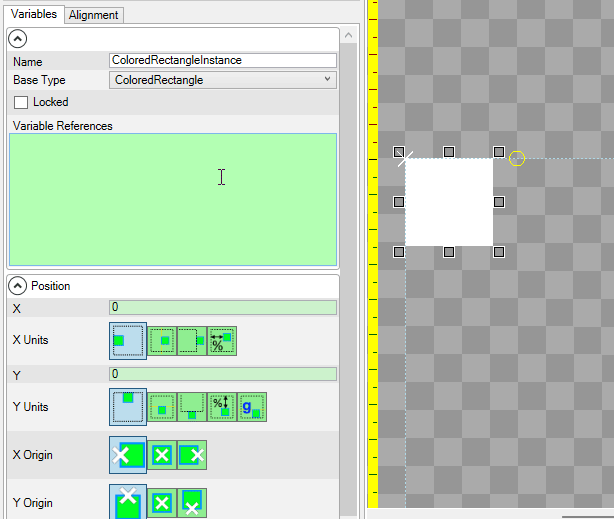 Variables Alignment
Name ColoredRectangleInstance
Base Type ColoredRectangle
Locked
Variable References
Position
X 0
X Units %
Y 0
Y Units % g
X Origin
Y Origin